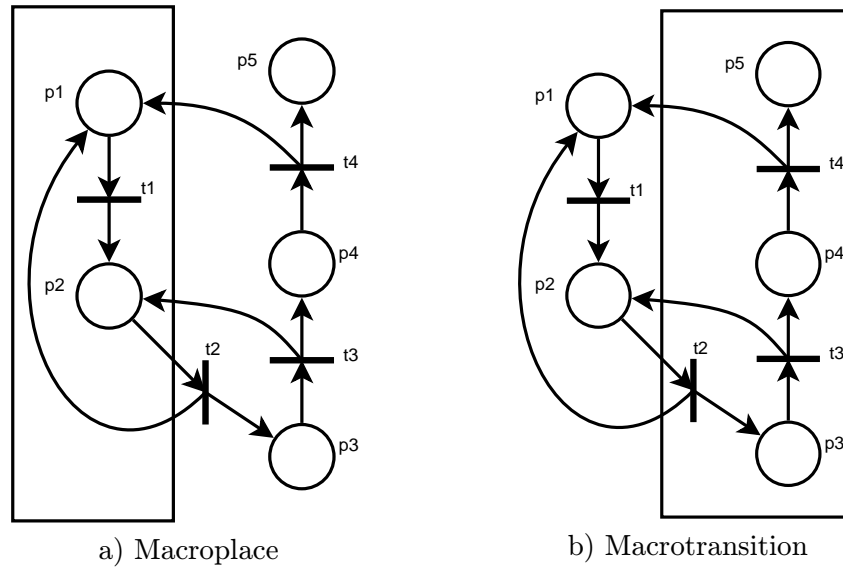 p1
t1
p2
t2
p5
t4
p4
t3
p3
a) Macroplace
p1
t1
p2
t2
p5
t4
p4
t3
p3
b) Macrotransition